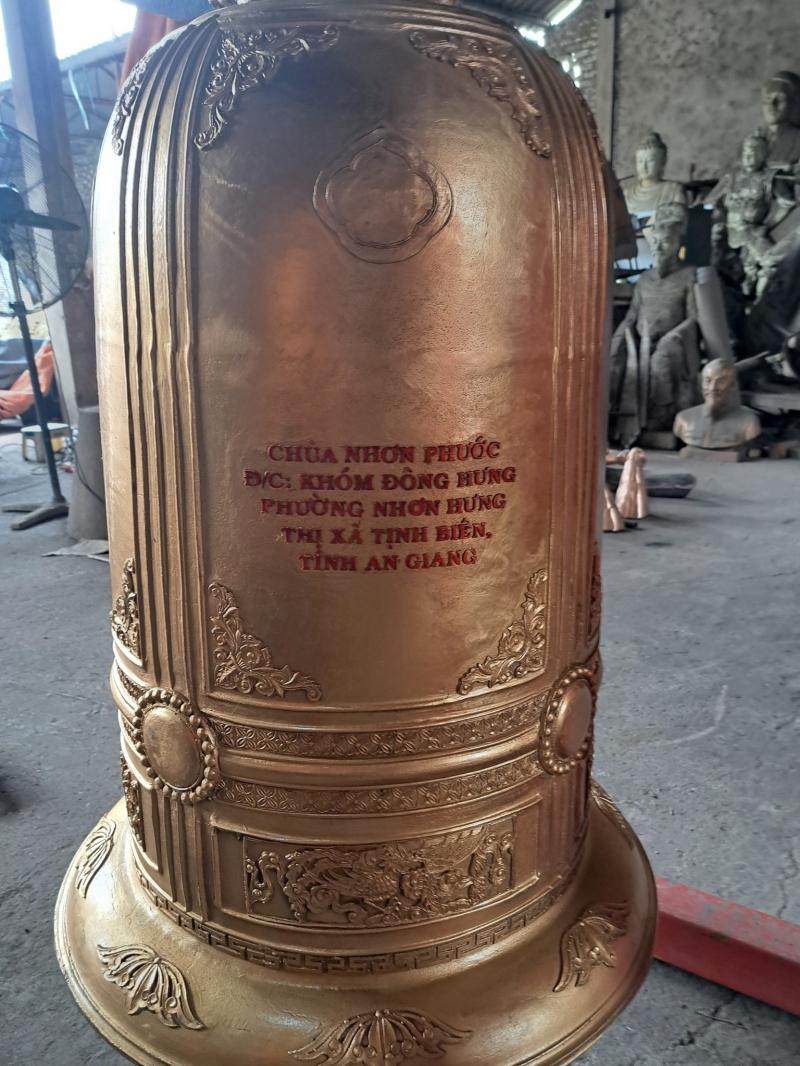 CHÙA NHƠN PHƯỚC
Đ/C: KHÓM ĐÔNG HƯNG
PHƯỜNG NHƠN HƯNG
THỊ XÃ TỊNH BIÊN,
TỈNH AN GIANG